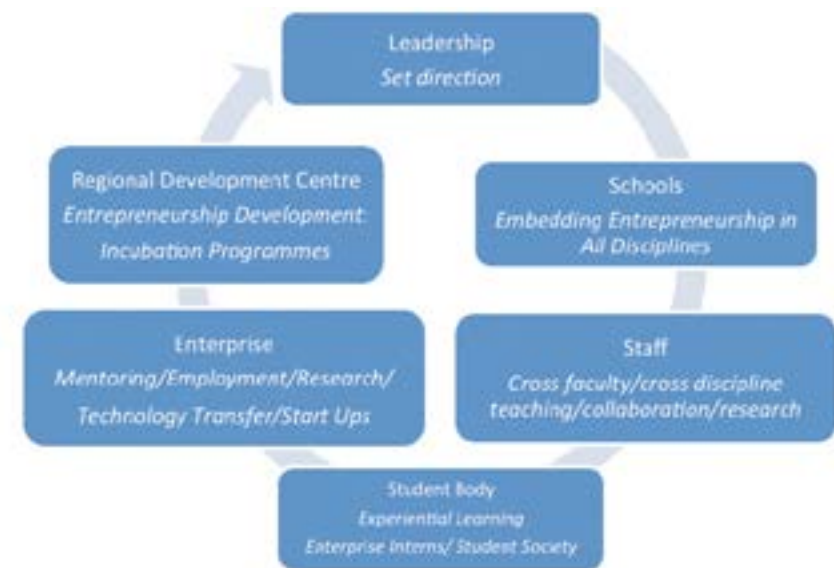 Leadership
Set direction
Schools
Embedding Entrepreneurship in
All Disciplines
Staff
Cross faculty/cross discipline
teaching/collaboration/research
Student Body
Experiential Learning
Enterprise Interns/ Student Society
Enterprise
Mentoring/Employment/Research/
Technology Transfer/Start Ups
Regional Development Centre
Entrepreneurship Development
Incubation Programmes